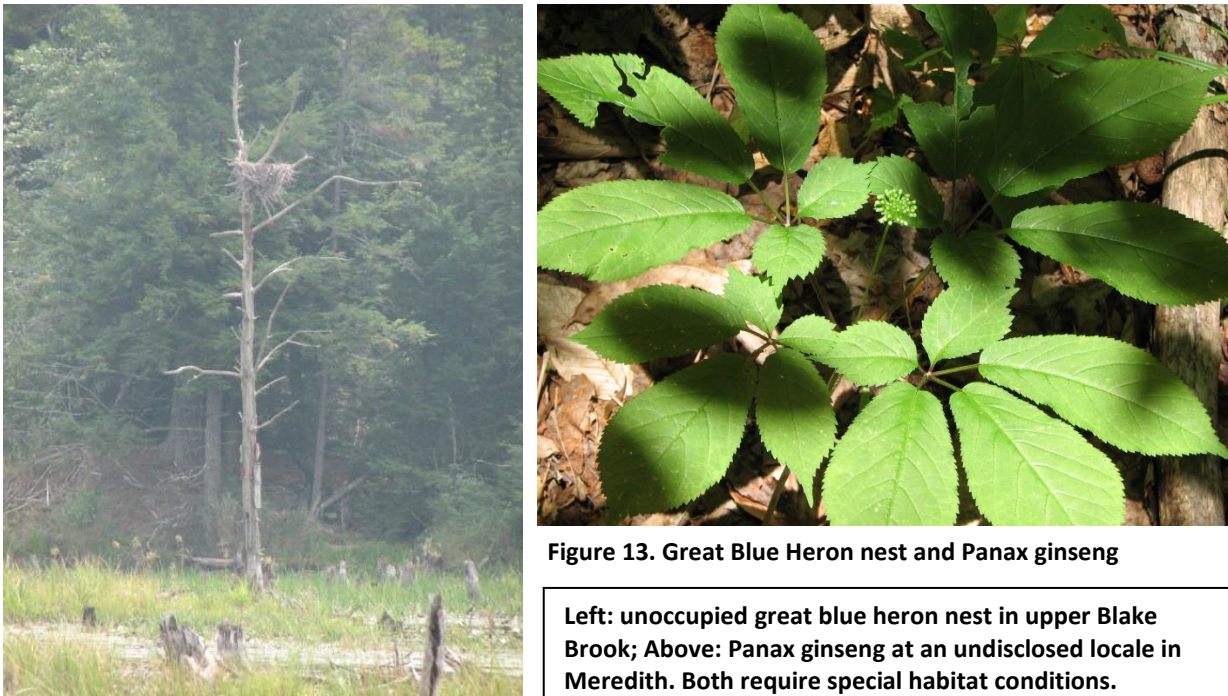 Figure 13. Great Blue Heron nest and Panax ginseng
Left: unoccupied great blue heron nest in upper Blake
Brook; Above: Panax ginseng at an undisclosed locale in
Meredith. Both require special habitat conditions.